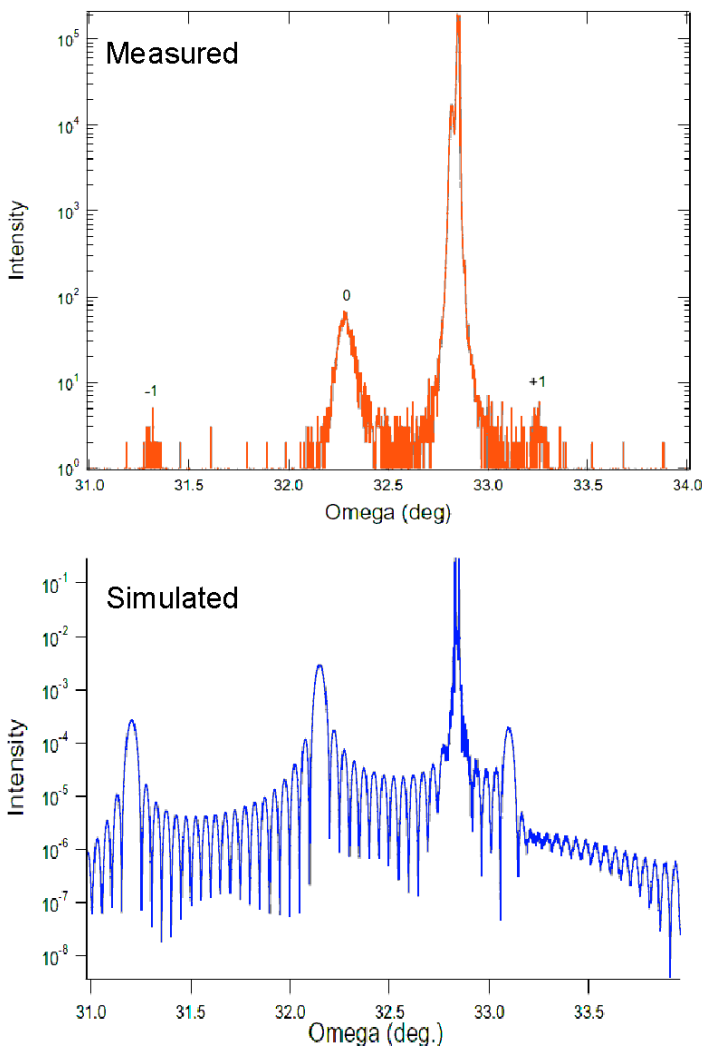 Measured
10^5
10^4
10^3
10^2
10^1
10^0
Intensity
-1
0
+1
31.0 31.5 32.0 32.5 33.0 33.5 34.0
Omega (deg)
Simulated
10^-1
10^-2
10^-3
10^-4
10^-5
10^-6
10^-7
10^-8
Intensity
31.0 31.5 32.0 32.5 33.0 33.5
Omega (deg.)